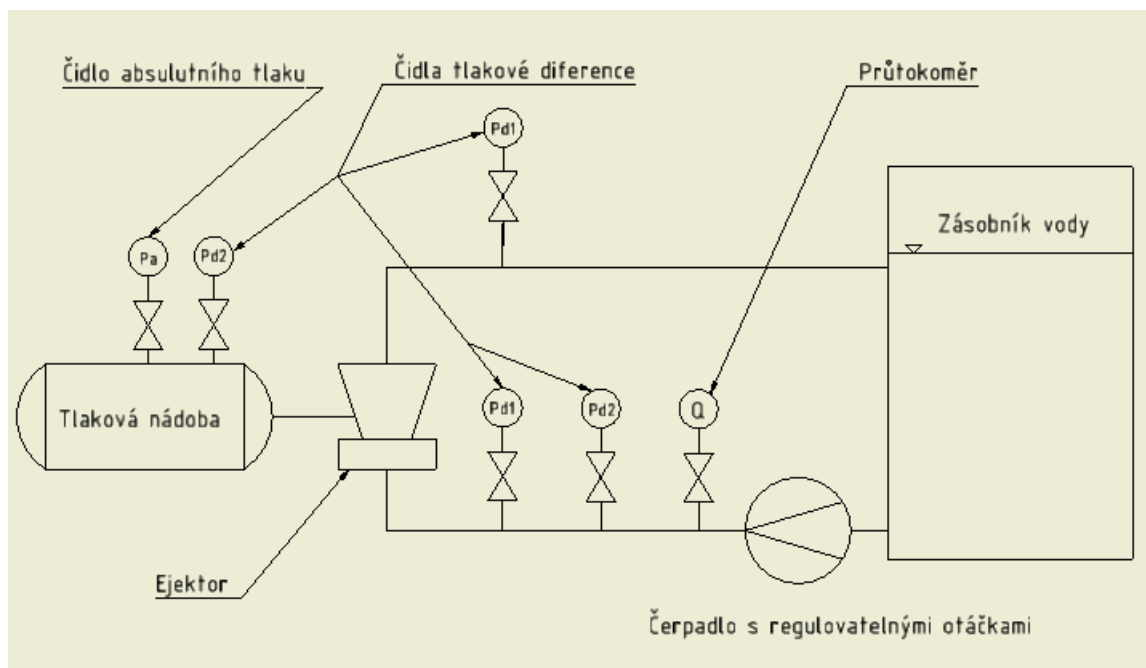 Čidlo absulutního tlaku
Čidla tlakové diference
Průtokoměr
Pd1
Zásobník vody
Pa
Pd2
Tlaková nádoba
Pd1
Pd2
Q
Ejektor
Čerpadlo s regulovatelnými otáčkami